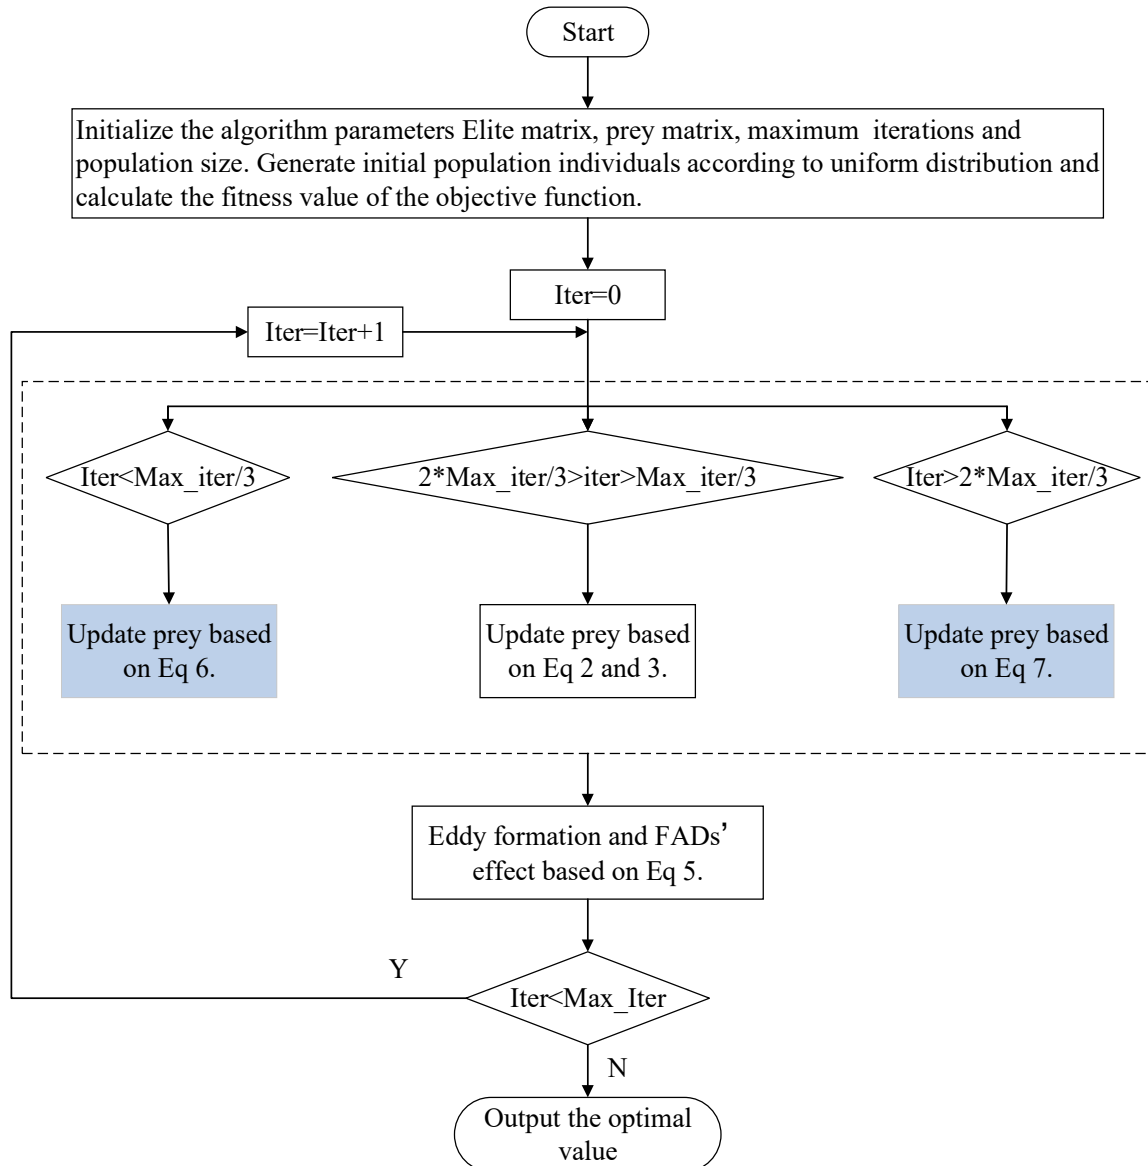 Start
Initialize the algorithm parameters Elite matrix, prey matrix, maximum iterations and
population size. Generate initial population individuals according to uniform distribution and
calculate the fitness value of the objective function.
Iter=0
Iter=Iter+1
Iter<Max_iter/3
2*Max_iter/3>iter>Max_iter/3
Iter>2*Max_iter/3
Update prey based
on Eq 6.
Update prey based
on Eq 2 and 3.
Update prey based
on Eq 7.
Eddy formation and FADs’
effect based on Eq 5.
Y
Iter<Max_Iter
N
Output the optimal
value